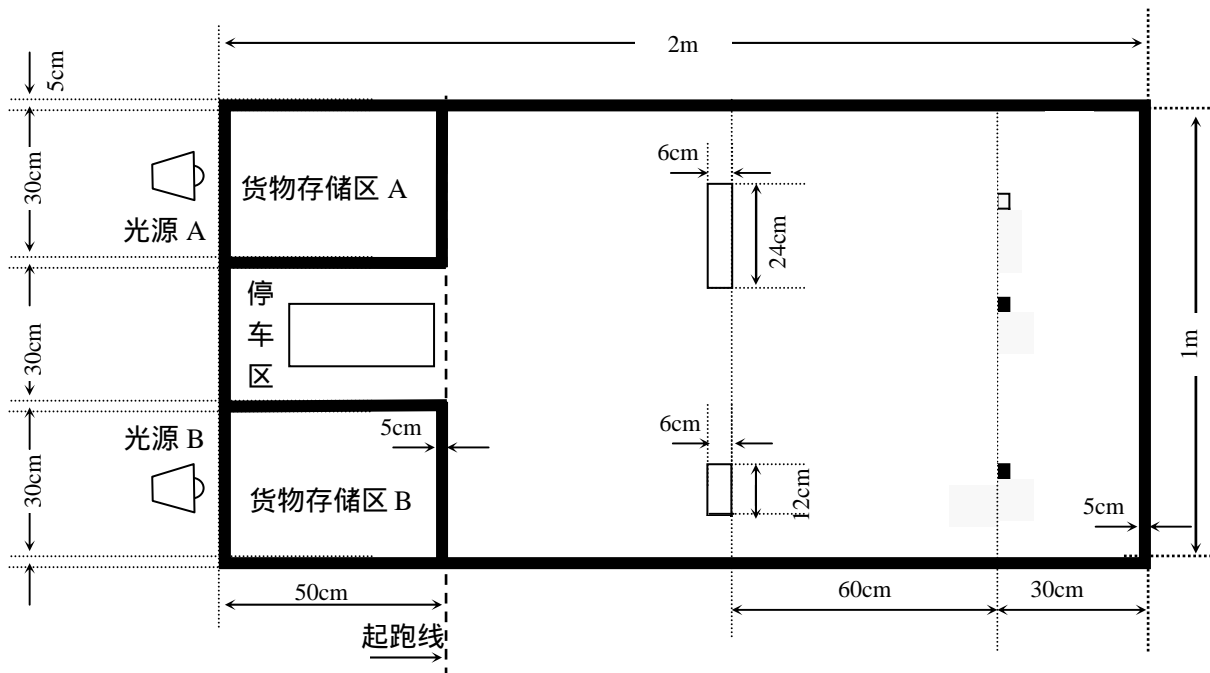 2m
5cm
30cm
货物存储区 A
光源 A
6cm
24cm
停
车
区
30cm
1m
光源 B
5cm
6cm
30cm
货物存储区 B
12cm
5cm
50cm
60cm
30cm
起跑线